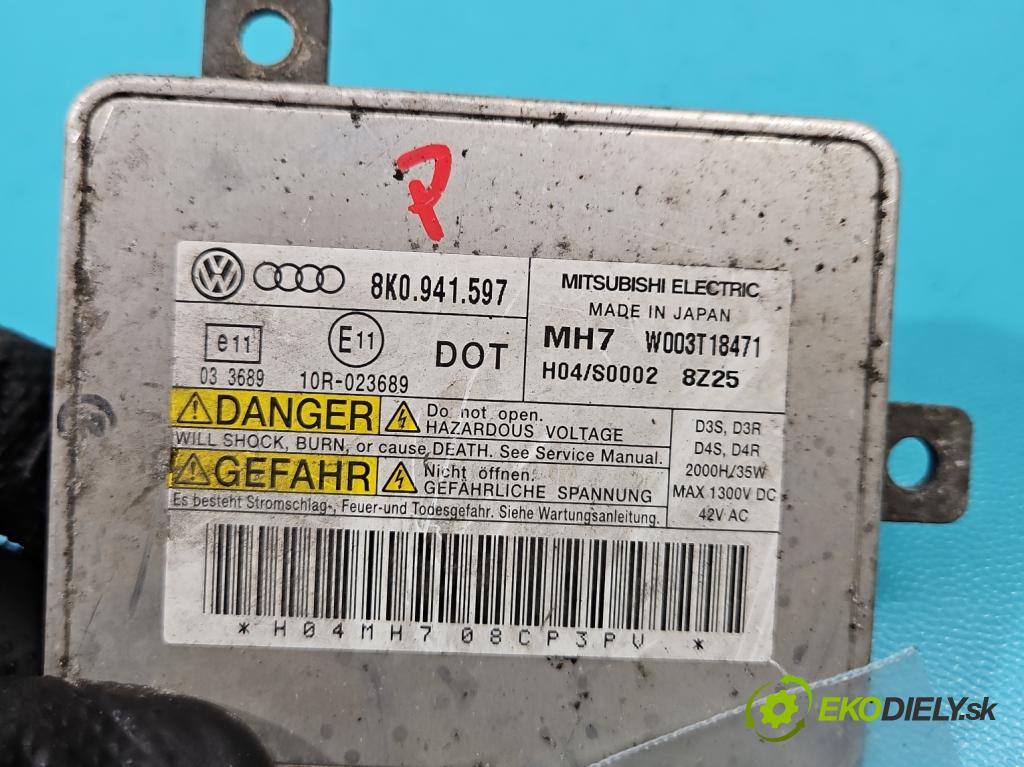 P
8K0.941.597
MITSUBISHI ELECTRIC
MADE IN JAPAN
MH7 W003T18471
H04/S0002 8Z25
e11
E11
DOT
03 3689 10R-023689
DANGER Do not open.
HAZARDOUS VOLTAGE
WILL SHOCK, BURN, or cause DEATH. See Service Manual.
GEFAHR Nicht öffnen.
GEFÄHRLICHE SPANNUNG
Es besteht Stromschlag-, Feuer-und Todesgefahr. Siehe Wartungsanleitung.
D3S, D3R
D4S, D4R
2000H/35W
MAX 1300V DC
42V AC
*H04MH7 08CP3PV *
EKODIELY.sk